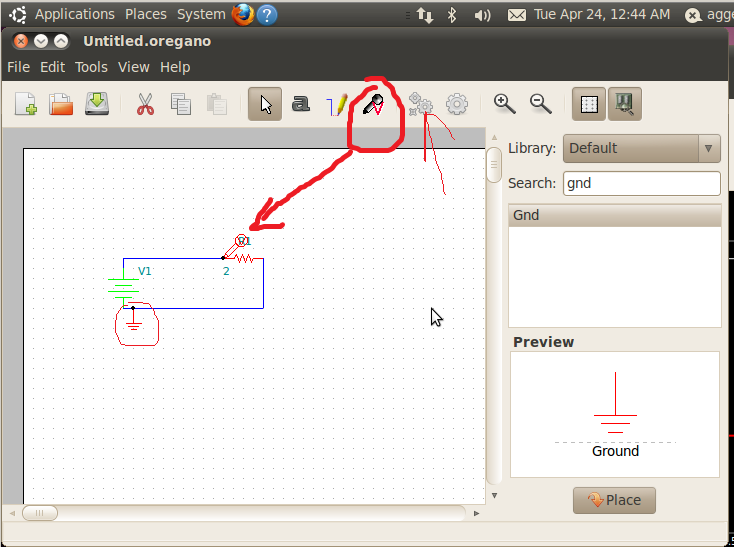 Applications Places System Tue Apr 24, 12:44 AM agge
Untitled.oregano
File Edit Tools View Help
Library: Default
Search: gnd
Gnd
V1
2
Preview
Ground
Place